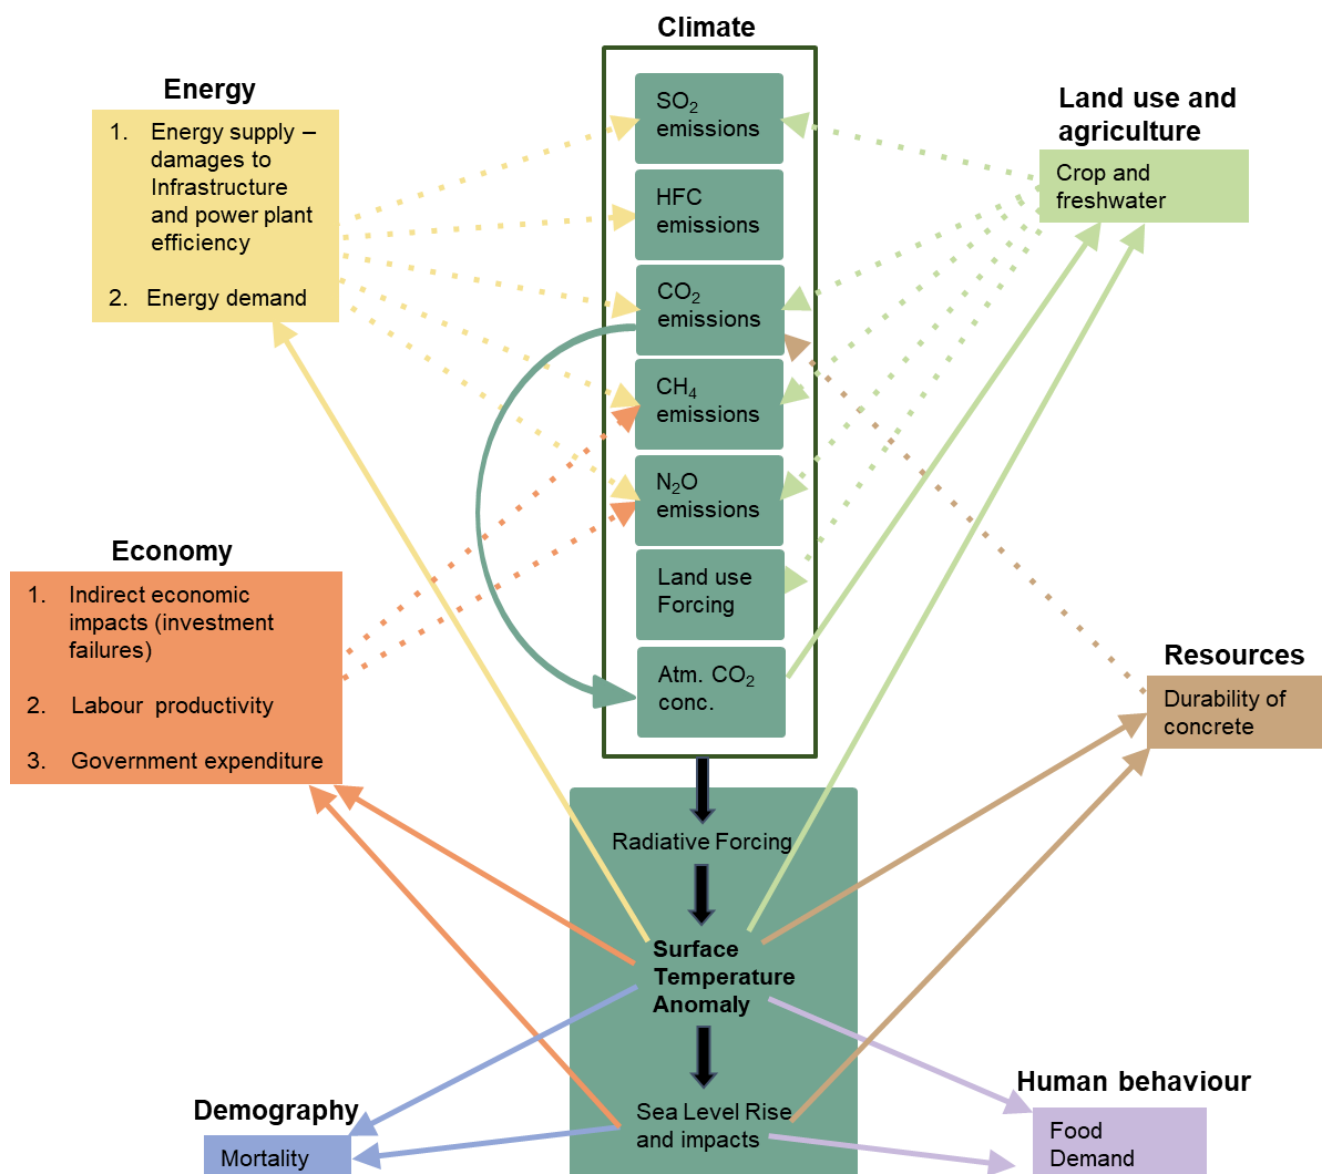 Climate
SO₂
emissions
HFC
emissions
CO₂
emissions
CH₄
emissions
N₂O
emissions
Land use
Forcing
Atm. CO₂
conc.
Energy
1. Energy supply –
damages to
Infrastructure
and power plant
efficiency
2. Energy demand
Land use and
agriculture
Crop and
freshwater
Economy
1. Indirect economic
impacts (investment
failures)
2. Labour productivity
3. Government expenditure
Resources
Durability of
concrete
Radiative Forcing
Surface
Temperature
Anomaly
Sea Level Rise
and impacts
Demography
Mortality
Human behaviour
Food
Demand